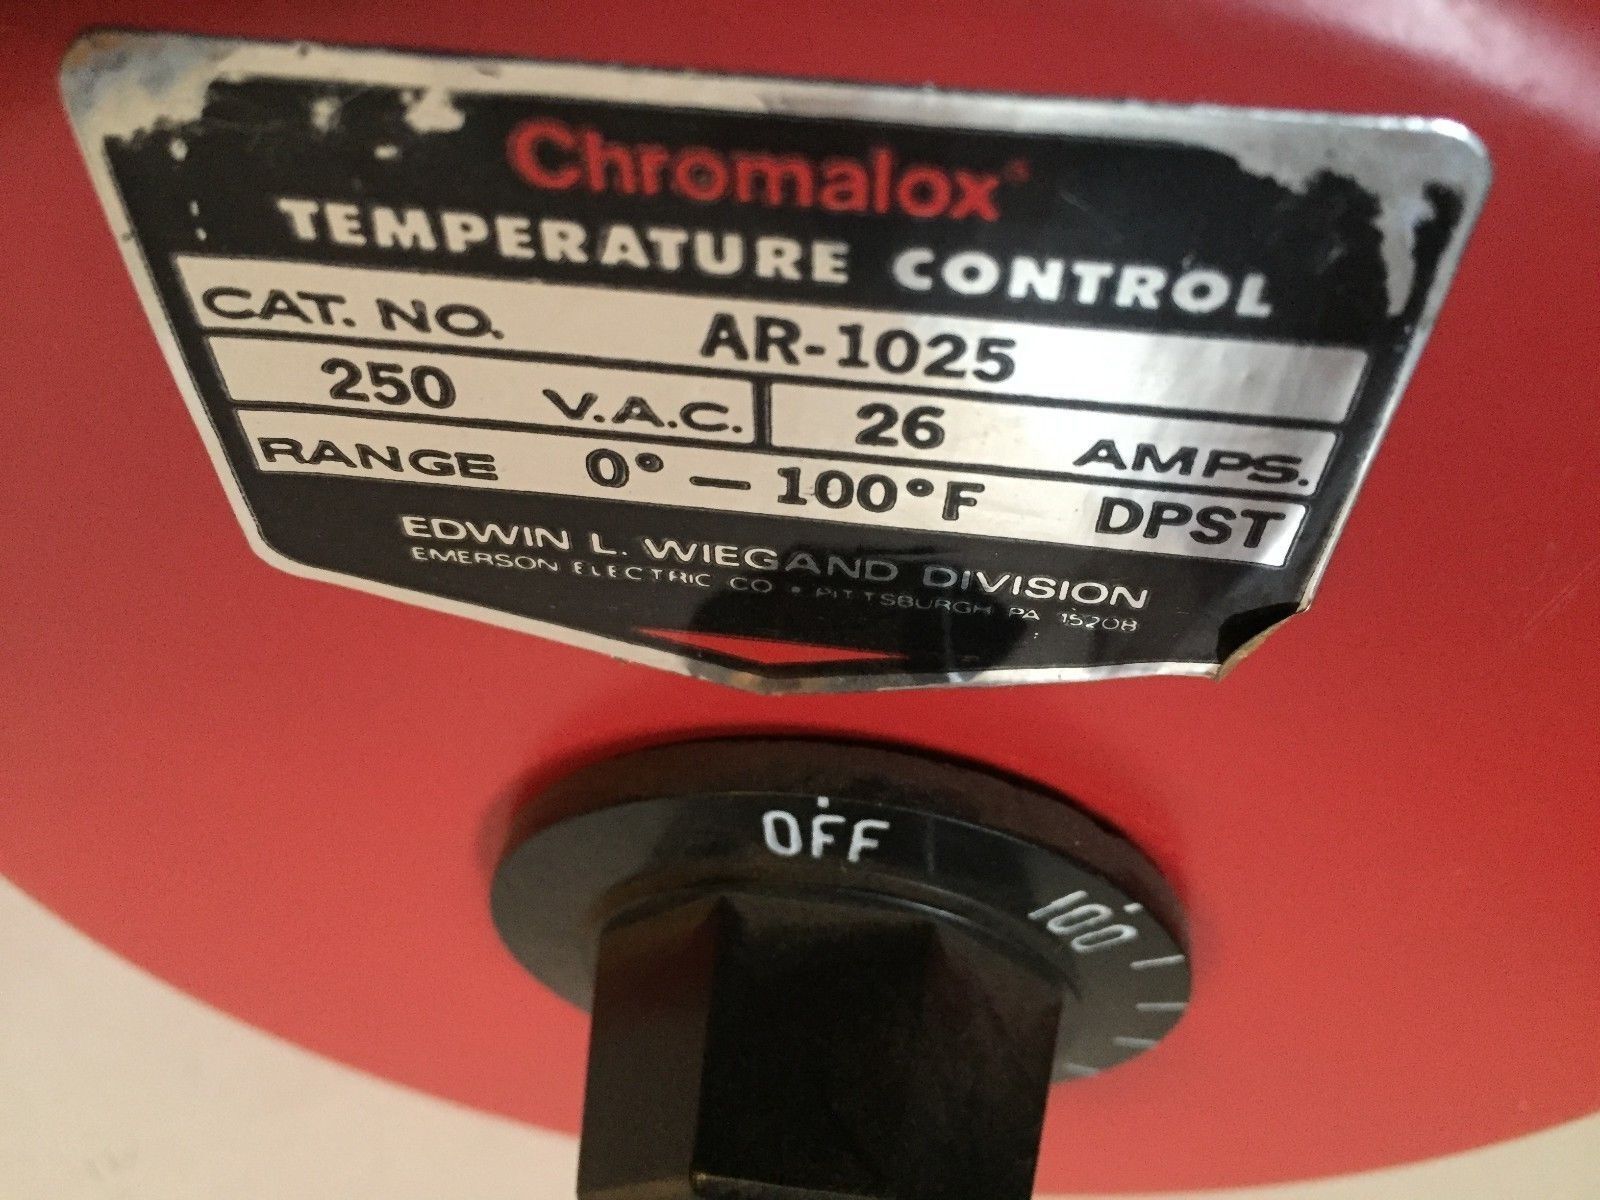 Chromalox
TEMPERATURE CONTROL
CAT. NO. AR-1025
250 V.A.C. 26 AMPS.
RANGE 0° — 100°F DPST
EDWIN L. WIEGAND DIVISION
EMERSON ELECTRIC CO • PITTSBURGH PA 15208
OFF
100